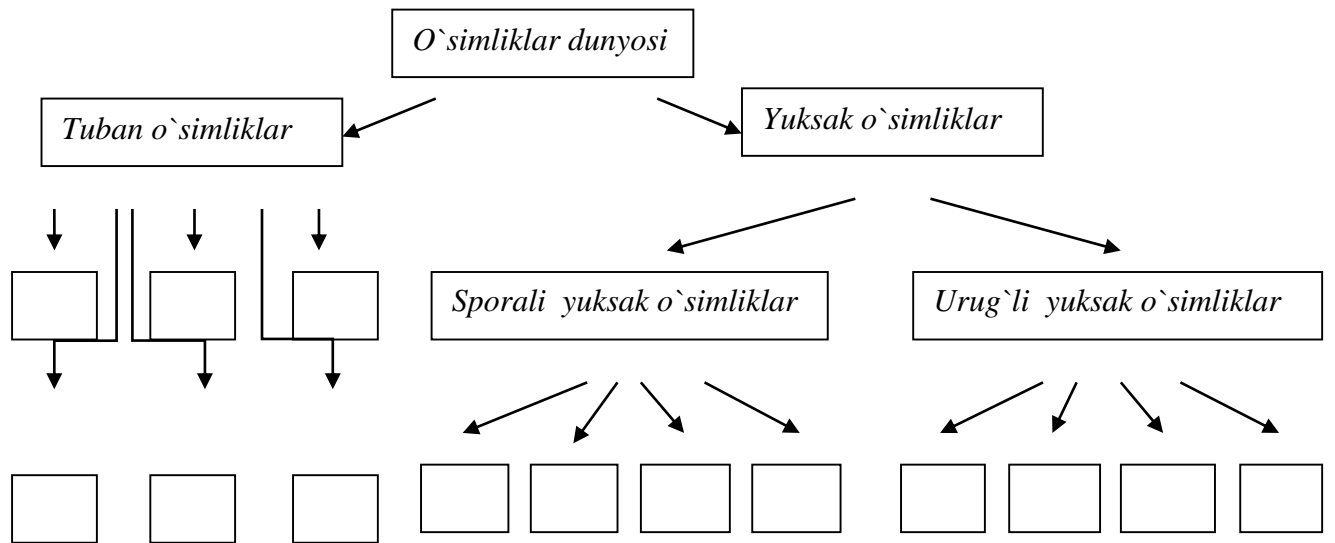 O`simliklar dunyosi
Tuban o`simliklar
Yuksak o`simliklar
Sporali yuksak o`simliklar
Urug`li yuksak o`simliklar